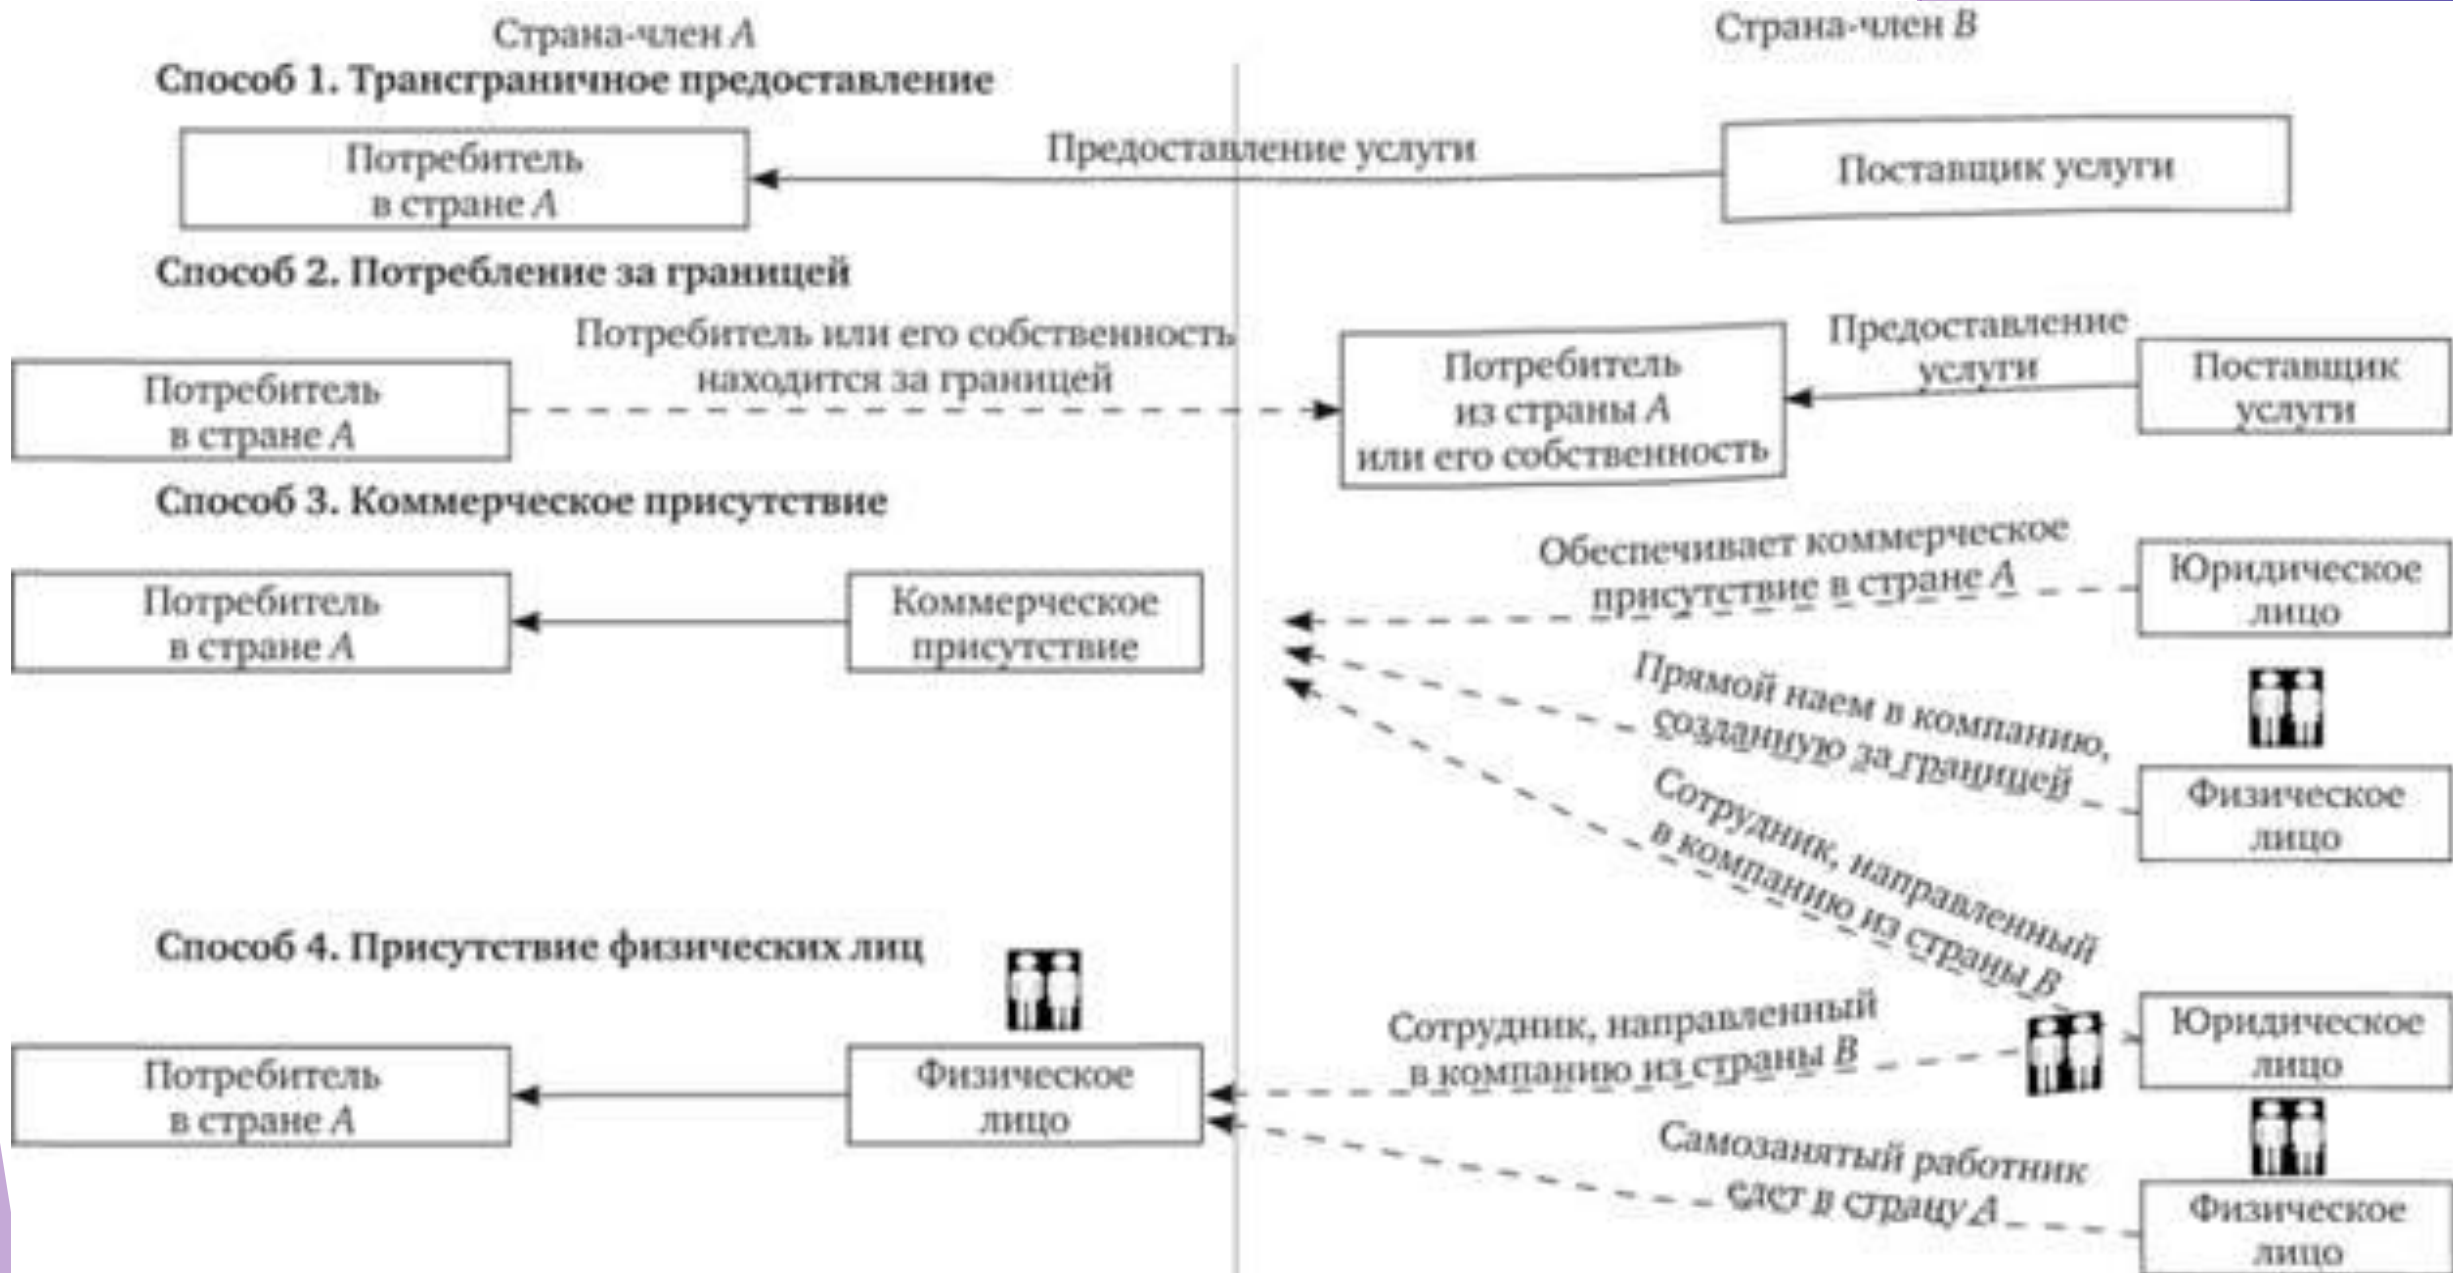 Страна-член A
Страна-член B
Способ 1. Трансграничное предоставление
Потребитель
в стране A
Предоставление услуги
Поставщик услуги
Способ 2. Потребление за границей
Потребитель
в стране A
Потребитель или его собственность
находится за границей
Потребитель
из страны A
или его собственность
Предоставление
услуги
Поставщик
услуги
Способ 3. Коммерческое присутствие
Потребитель
в стране A
Коммерческое
присутствие
Обеспечивает коммерческое
присутствие в стране A
Юридическое
лицо
Прямой наем в компанию,
созданную за границей
Физическое
лицо
Сотрудник, направленный
в компанию из страны B
Способ 4. Присутствие физических лиц
Потребитель
в стране A
Физическое
лицо
Сотрудник, направленный
в компанию из страны B
Юридическое
лицо
Самозанятый работник
едет в страну A
Физическое
лицо